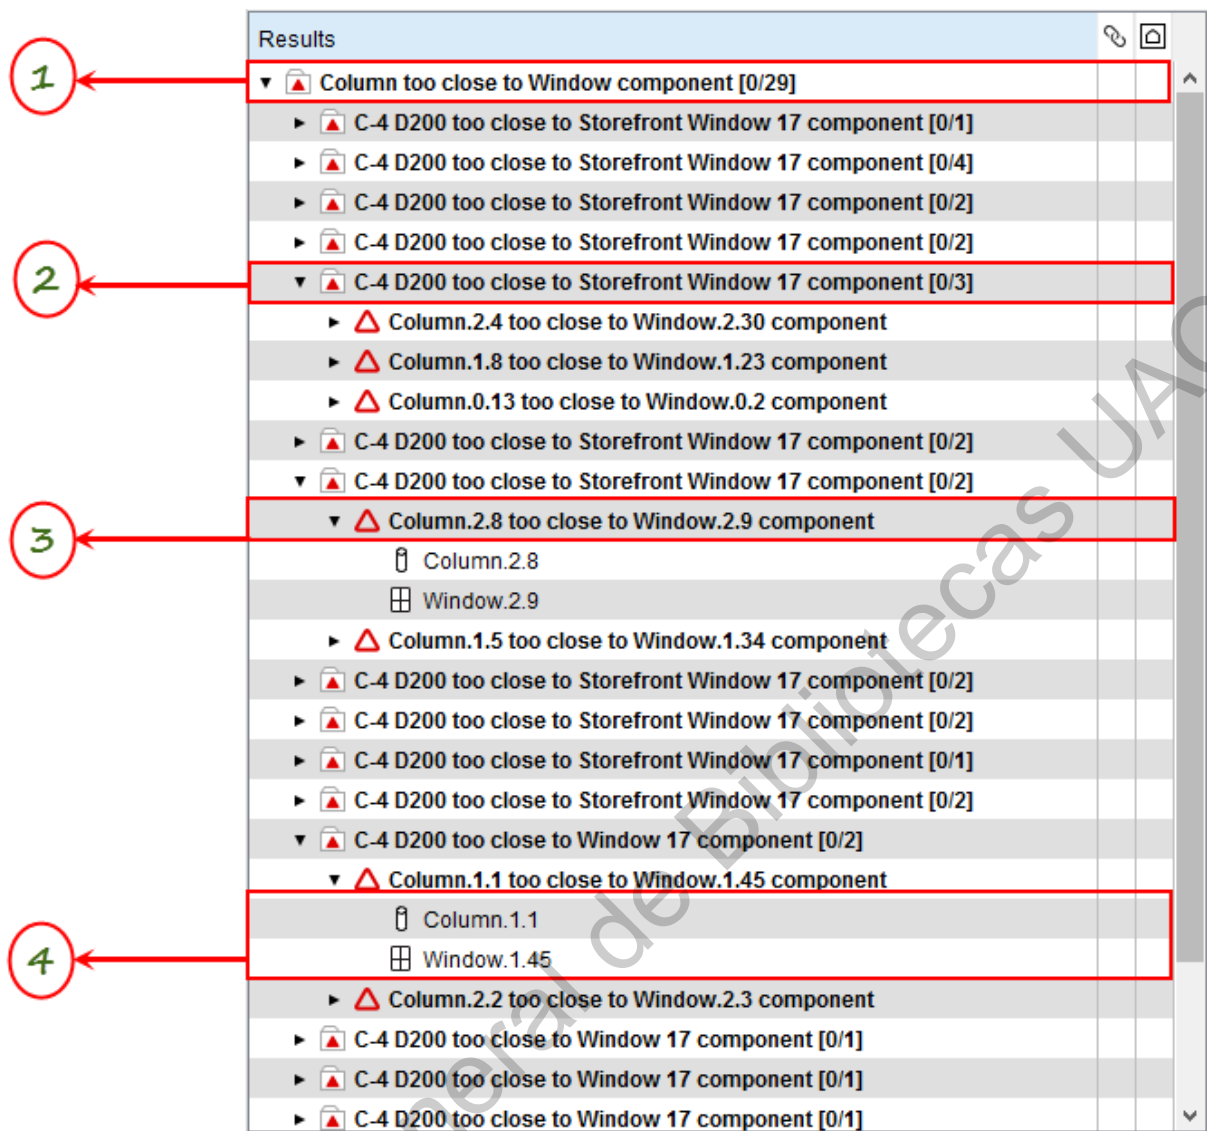 Results
1
Column too close to Window component [0/29]
C-4 D200 too close to Storefront Window 17 component [0/1]
C-4 D200 too close to Storefront Window 17 component [0/4]
C-4 D200 too close to Storefront Window 17 component [0/2]
C-4 D200 too close to Storefront Window 17 component [0/2]
2
C-4 D200 too close to Storefront Window 17 component [0/3]
Column.2.4 too close to Window.2.30 component
Column.1.8 too close to Window.1.23 component
Column.0.13 too close to Window.0.2 component
C-4 D200 too close to Storefront Window 17 component [0/2]
C-4 D200 too close to Storefront Window 17 component [0/2]
3
Column.2.8 too close to Window.2.9 component
Column.2.8
Window.2.9
Column.1.5 too close to Window.1.34 component
C-4 D200 too close to Storefront Window 17 component [0/2]
C-4 D200 too close to Storefront Window 17 component [0/2]
C-4 D200 too close to Storefront Window 17 component [0/1]
C-4 D200 too close to Storefront Window 17 component [0/2]
C-4 D200 too close to Window 17 component [0/2]
Column.1.1 too close to Window.1.45 component
4
Column.1.1
Window.1.45
Column.2.2 too close to Window.2.3 component
C-4 D200 too close to Window 17 component [0/1]
C-4 D200 too close to Window 17 component [0/1]
C-4 D200 too close to Window 17 component [0/1]
de Bibliotecas